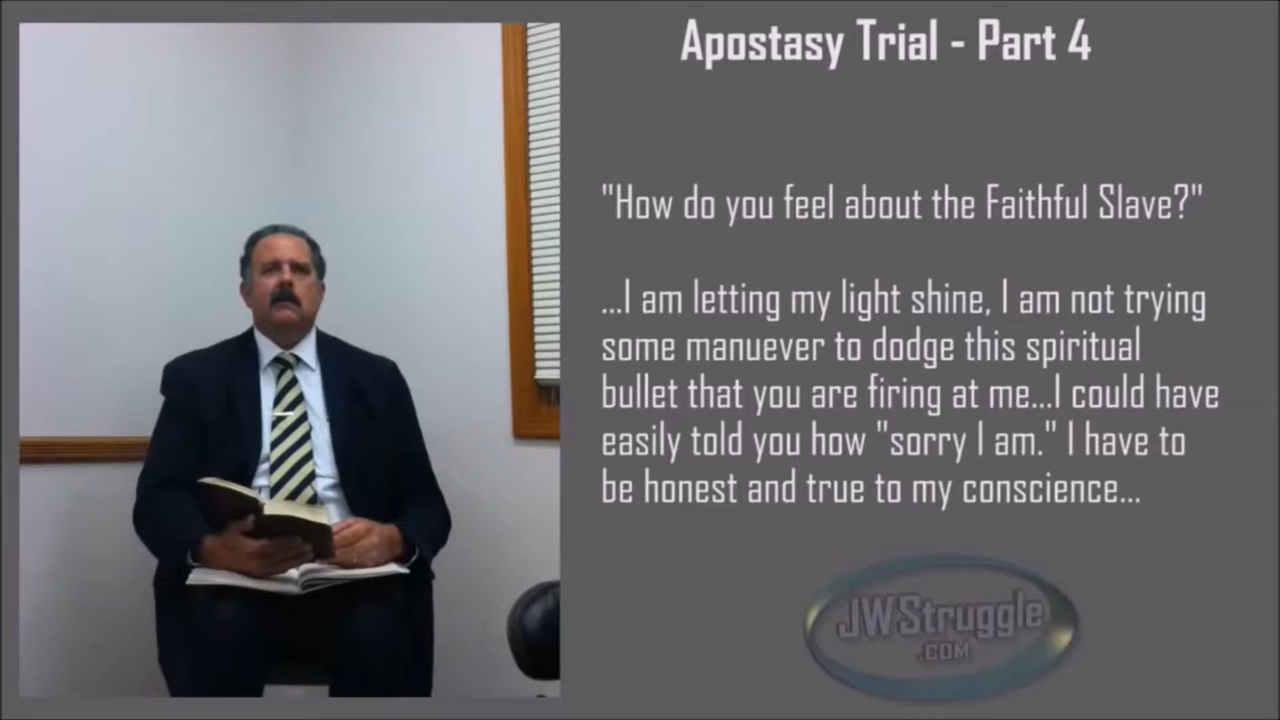 Apostasy Trial - Part 4
"How do you feel about the Faithful Slave?"
...I am letting my light shine, I am not trying
some manuever to dodge this spiritual
bullet that you are firing at me...I could have
easily told you how "sorry I am." I have to
be honest and true to my conscience...
JWStruggle
.COM